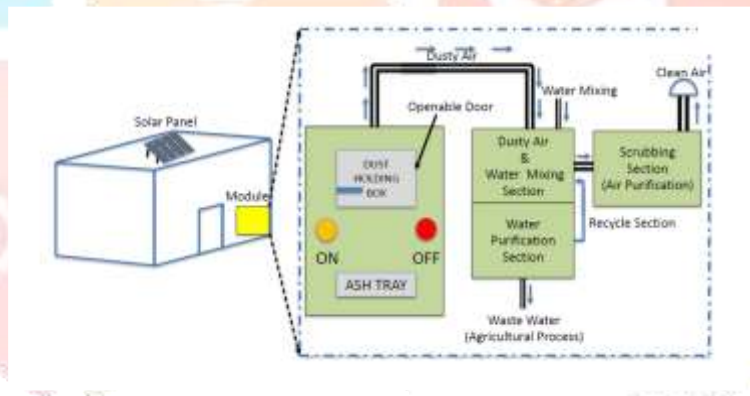 Solar Panel
Module
Dusty Air
Openable Door
Water Mixing
Clean Air
DUST
HOLDING
BOX
ON
OFF
ASH TRAY
Dusty Air
&
Water Mixing
Section
Water
Purification
Section
Scrubbing
Section
(Air Purification)
Recycle Section
Waste Water
(Agricultural Process)